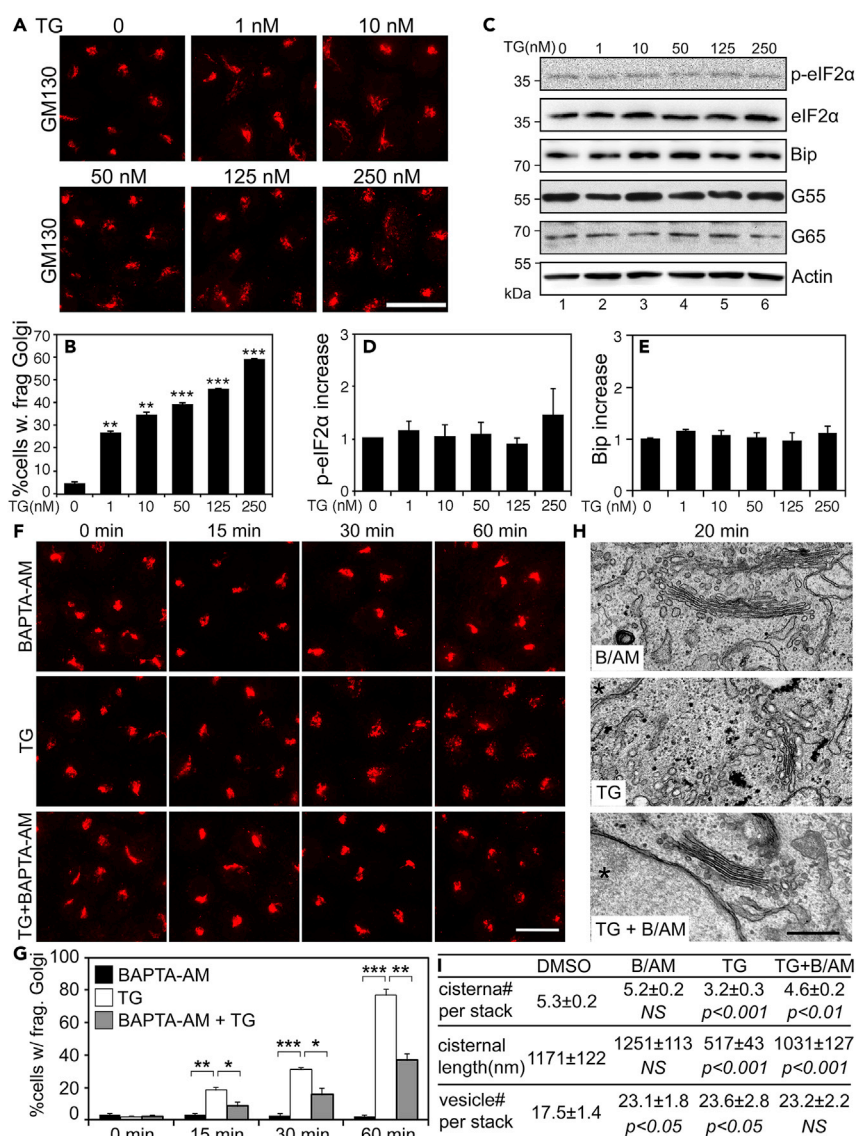 A TG 0 1 nM 10 nM
GM130
50 nM 125 nM 250 nM
GM130
C
TG(nM) 0 1 10 50 125 250
35 p-eIF2α
35 eIF2α
70 Bip
55 G55
70 G65
55 Actin
kDa 1 2 3 4 5 6
B
%cells w. frag Golgi
70
60
50
40
30
20
10
0
** ** *** *** ***
TG(nM) 0 1 10 50 125 250
D
p-eIF2α increase
3
2
1
0
TG (nM) 0 1 10 50 125 250
E
Bip increase
3
2
1
0
TG (nM) 0 1 10 50 125 250
F 0 min 15 min 30 min 60 min
BAPTA-AM
TG
TG+BAPTA-AM
H 20 min
B/AM
*
TG
*
TG + B/AM
G
%cells w/ frag. Golgi
100
80
60
40
20
0
BAPTA-AM
TG
BAPTA-AM + TG
** * *** * *** **
0 min 15 min 30 min 60 min
I DMSO B/AM TG TG+B/AM
cisterna# per stack 5.3±0.2 5.2±0.2 3.2±0.3 4.6±0.2
NS p<0.001 p<0.01
cisternal length(nm) 1171±122 1251±113 517±43 1031±127
NS p<0.001 p<0.001
vesicle# per stack 17.5±1.4 23.1±1.8 23.6±2.8 23.2±2.2
p<0.05 p<0.05 NS